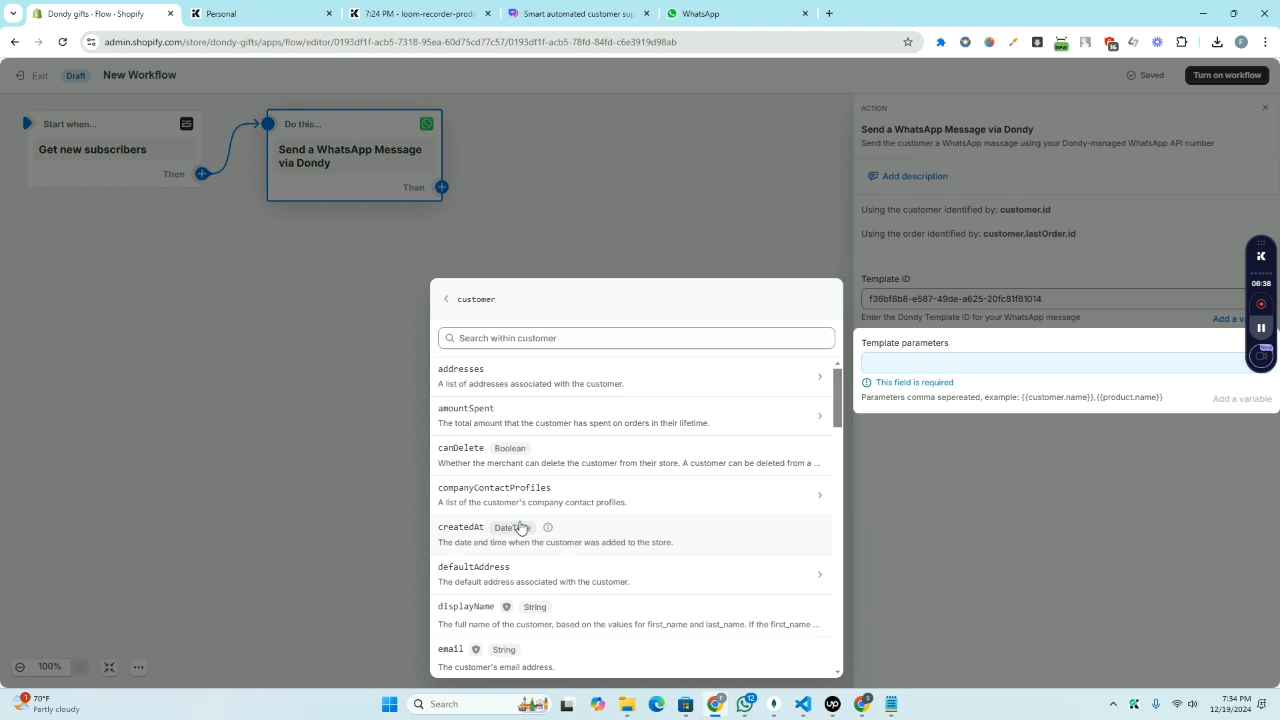 Dondy gifts · Flow · Shopify
Personal
7:24 PM - loom-recorder-product
Smart automated customer sup
WhatsApp
admin.shopify.com/store/dondy-gifts/apps/flow/editor/0193df1f-acb5-7318-95ea-60d75cd77c57/0193df1f-acb5-78fd-84fd-c6e3919d98ab
new
16
F
Exit
Draft
New Workflow
Saved
Turn on workflow
Start when...
Get new subscribers
Then
Do this...
Send a WhatsApp Message via Dondy
Then
ACTION
Send a WhatsApp Message via Dondy
Send the customer a WhatsApp massage using your Dondy-managed WhatsApp API number
Add description
Using the customer identified by: customer.id
Using the order identified by: customer.lastOrder.id
Template ID
f36bf6b8-e587-49de-a625-20fc81f81014
Enter the Dondy Template ID for your WhatsApp message
Add a va
Template parameters
This field is required
Parameters comma sepereated, example: {{customer.name}},{{product.name}}
Add a variable
06:38
New
customer
Search within customer
addresses
A list of addresses associated with the customer.
amountSpent
The total amount that the customer has spent on orders in their lifetime.
canDelete Boolean
Whether the merchant can delete the customer from their store. A customer can be deleted from a ...
companyContactProfiles
A list of the customer's company contact profiles.
createdAt
The date and time when the customer was added to the store.
defaultAddress
The default address associated with the customer.
displayName String
The full name of the customer, based on the values for first_name and last_name. If the first_name ...
email String
The customer's email address.
100%
1
70°F
Partly cloudy
Search
12
up
7:34 PM
12/19/2024